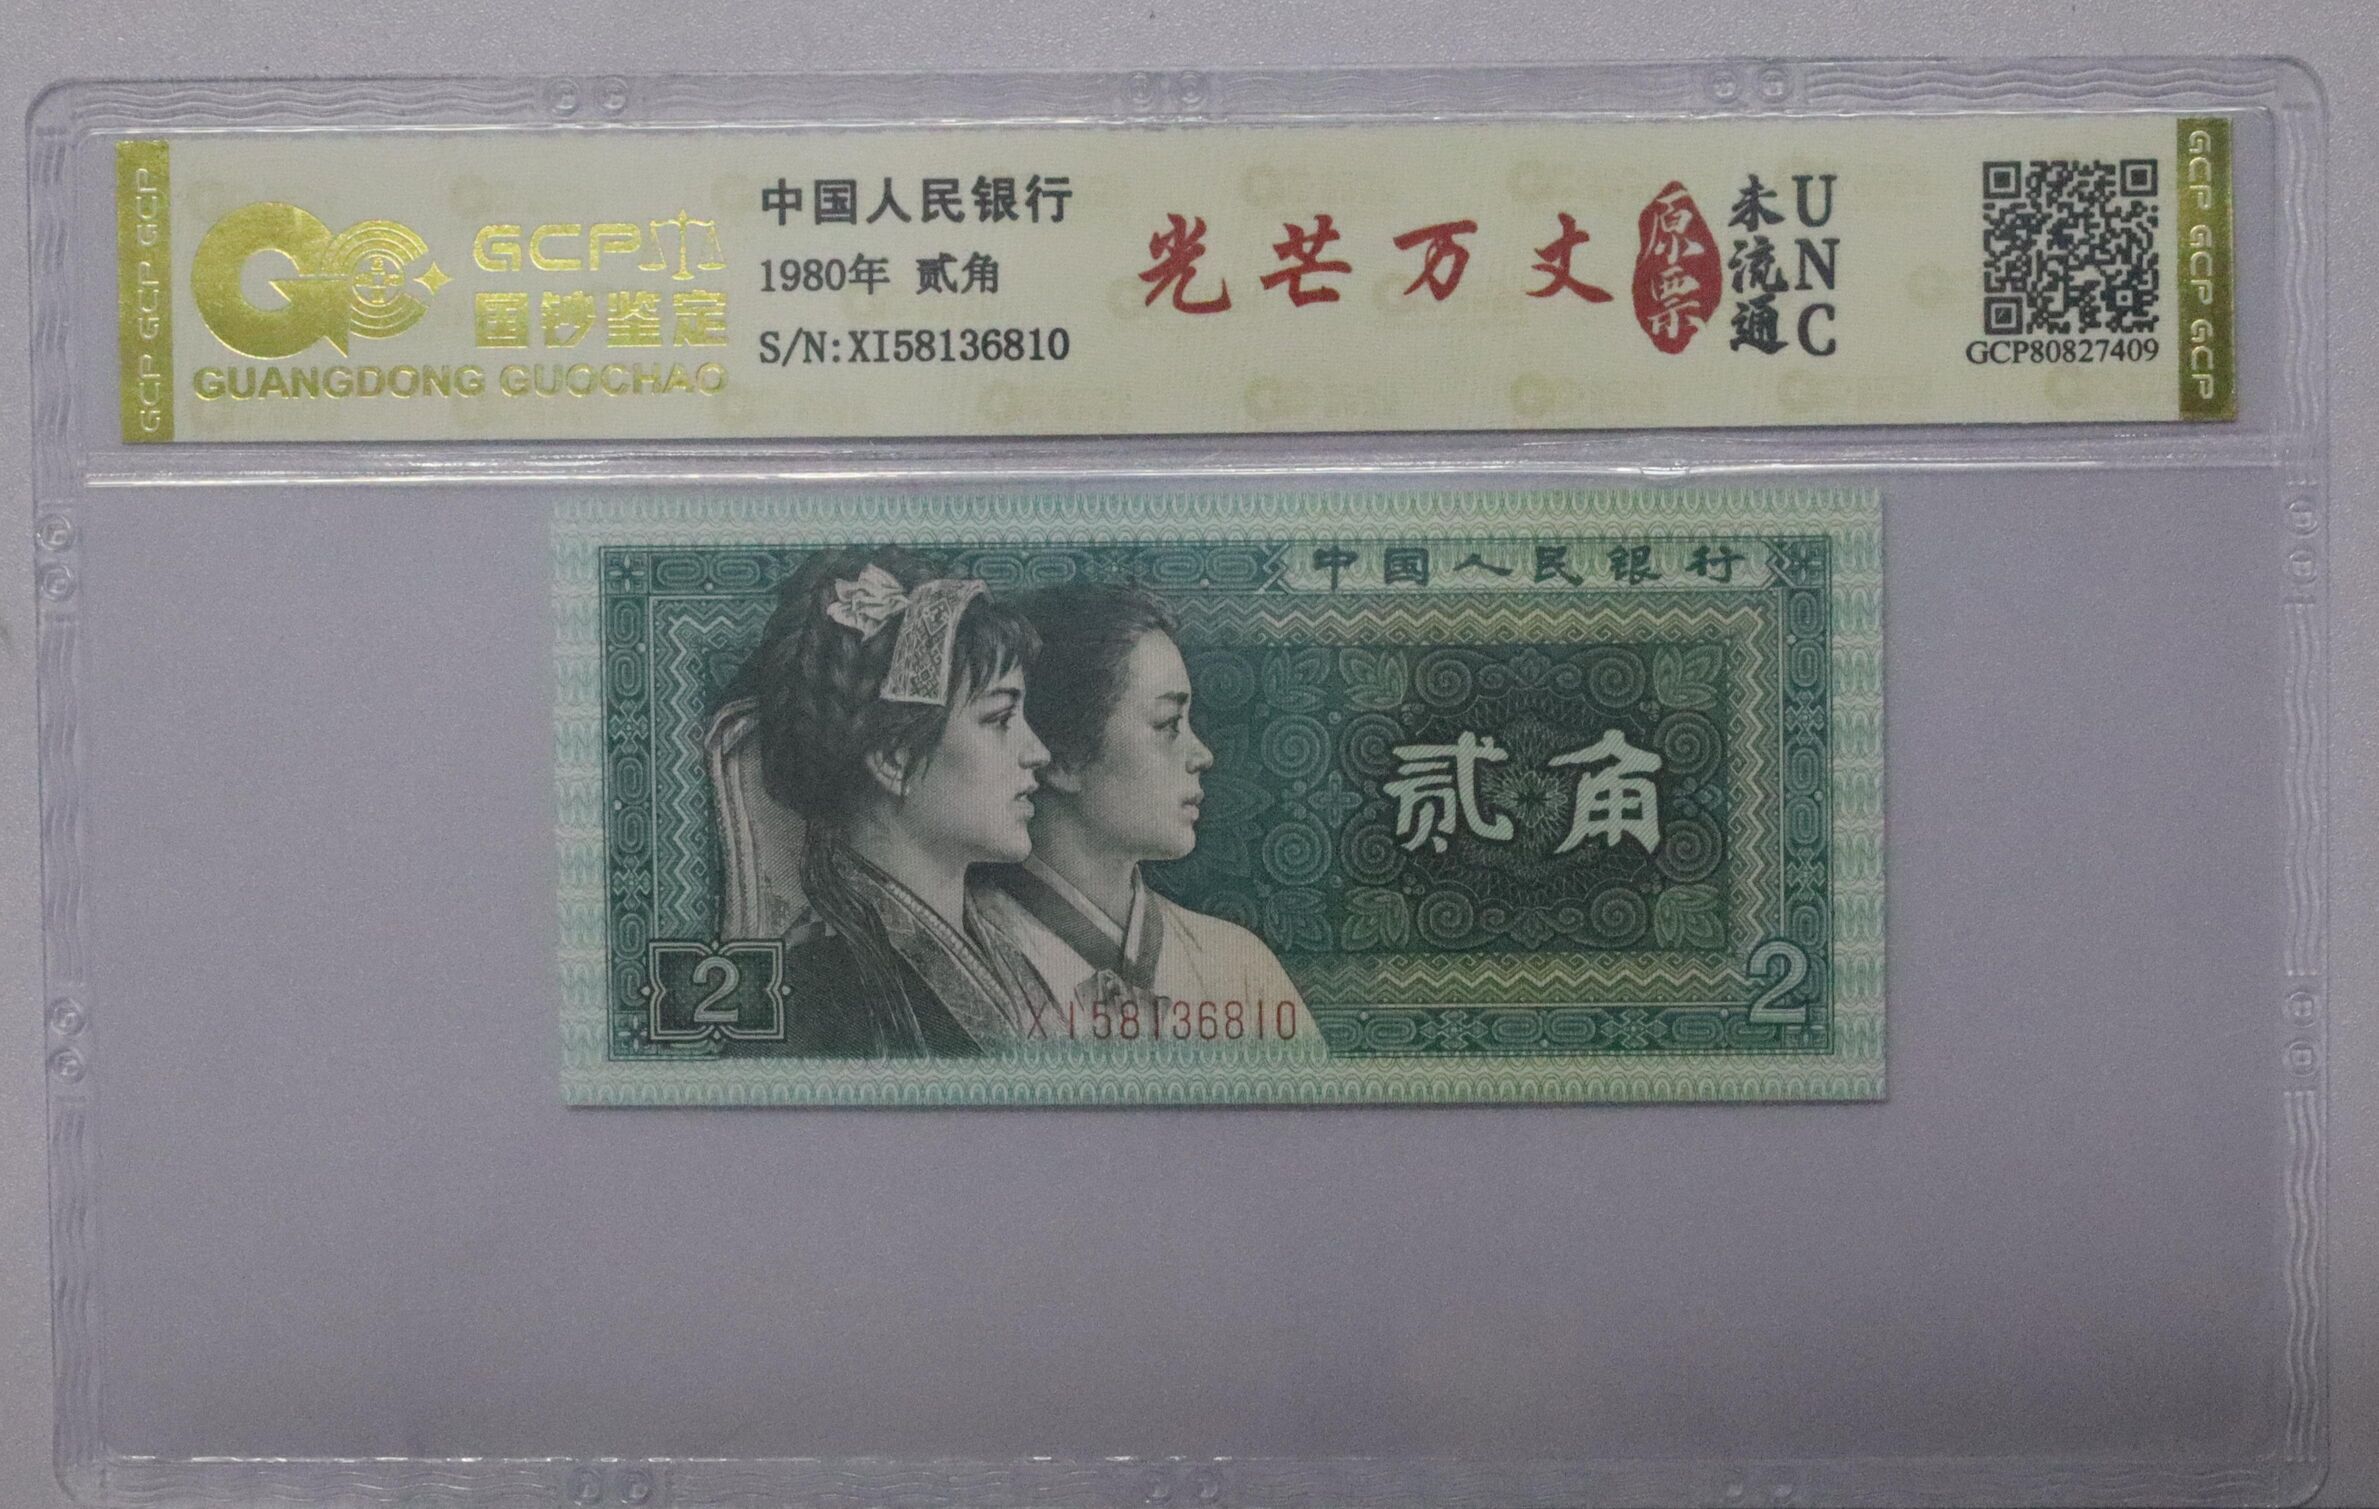 GCP GCP GCP
GCP
国钞鉴定
GUANGDONG GUOCHAO
中国人民银行
1980年 贰角
S/N:XI58136810
光芒万丈
原票
未流通
UNC
GCP80827409
GCP GCP GCP
中国人民银行
贰角
2
XI58136810
2